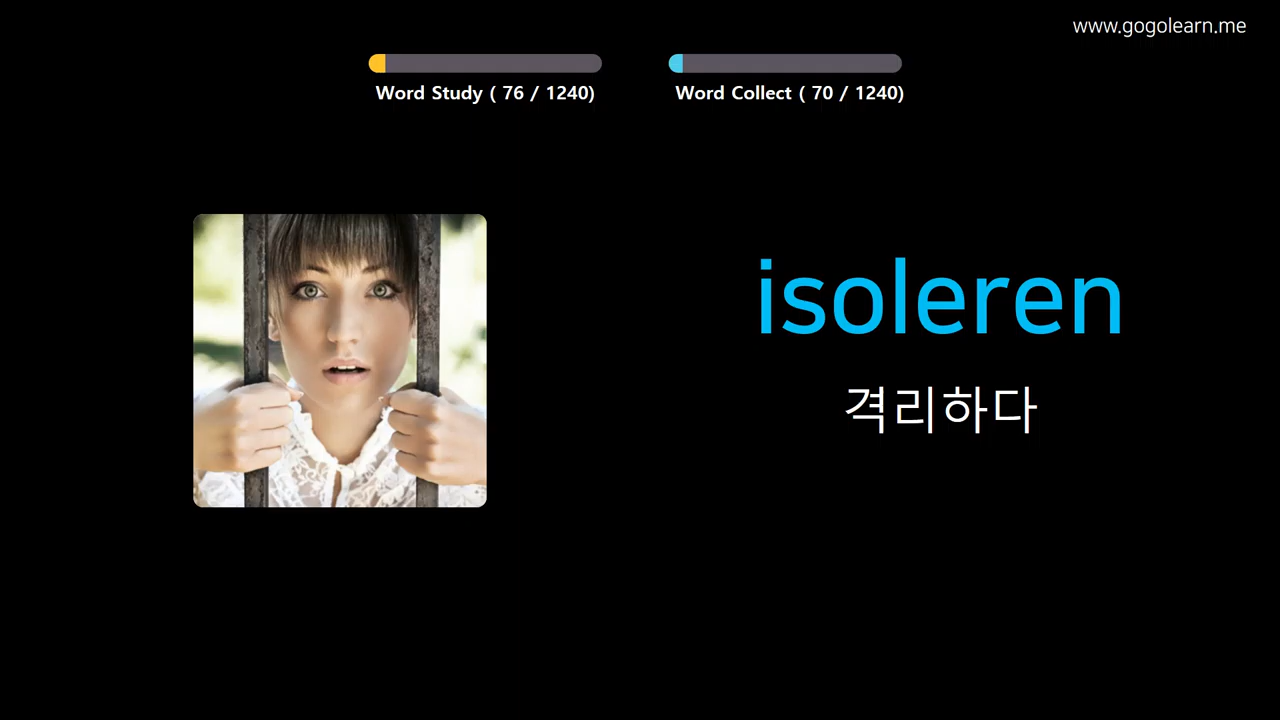 www.gogolearn.me
Word Study ( 76 / 1240)
Word Collect ( 70 / 1240)
isoleren
격리하다